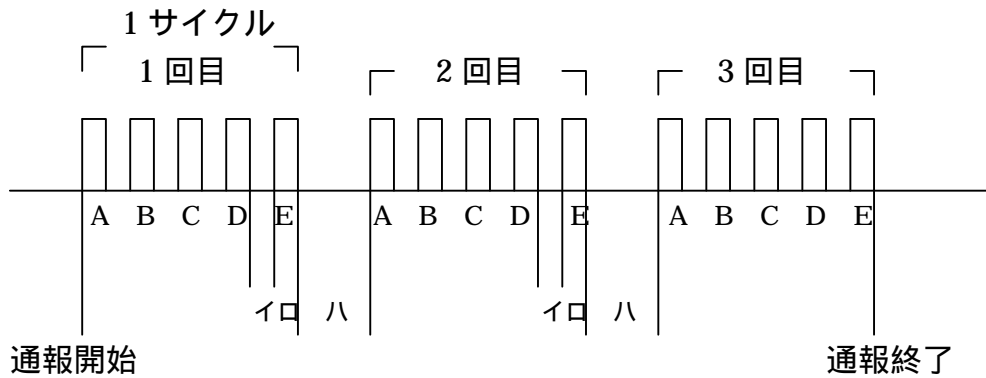 1 サイクル
1 回目 2 回目 3 回目
A B C D E A B C D E A B C D E
イロ ハ イロ ハ
通報開始 通報終了